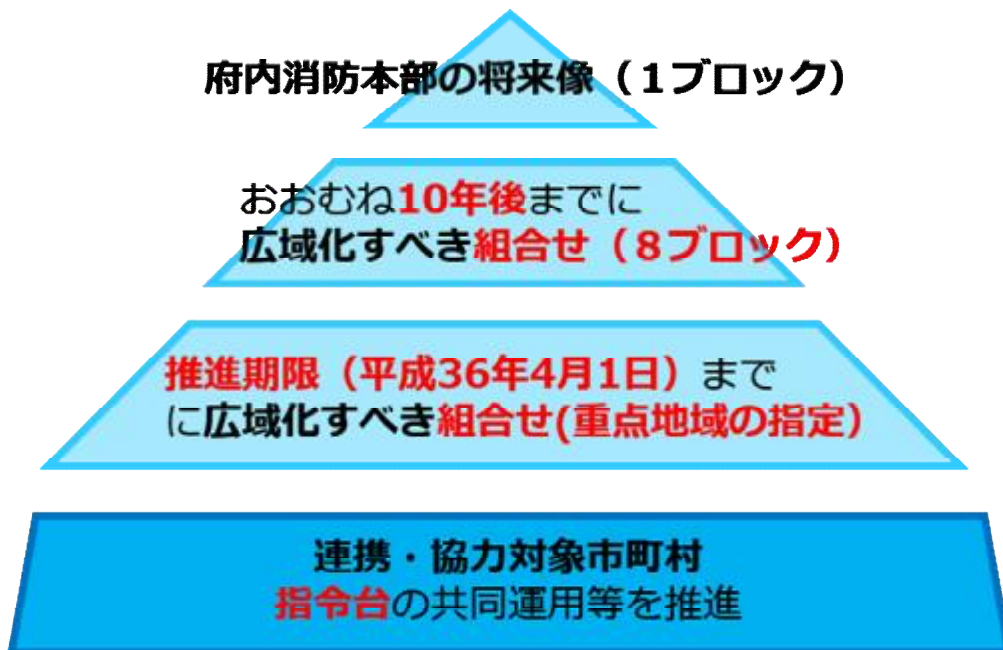 府内消防本部の将来像（１ブロック）
おおむね10年後までに
広域化すべき組合せ（８ブロック）
推進期限（平成36年4月1日）まで
に広域化すべき組合せ(重点地域の指定）
連携・協力対象市町村
指令台の共同運用等を推進